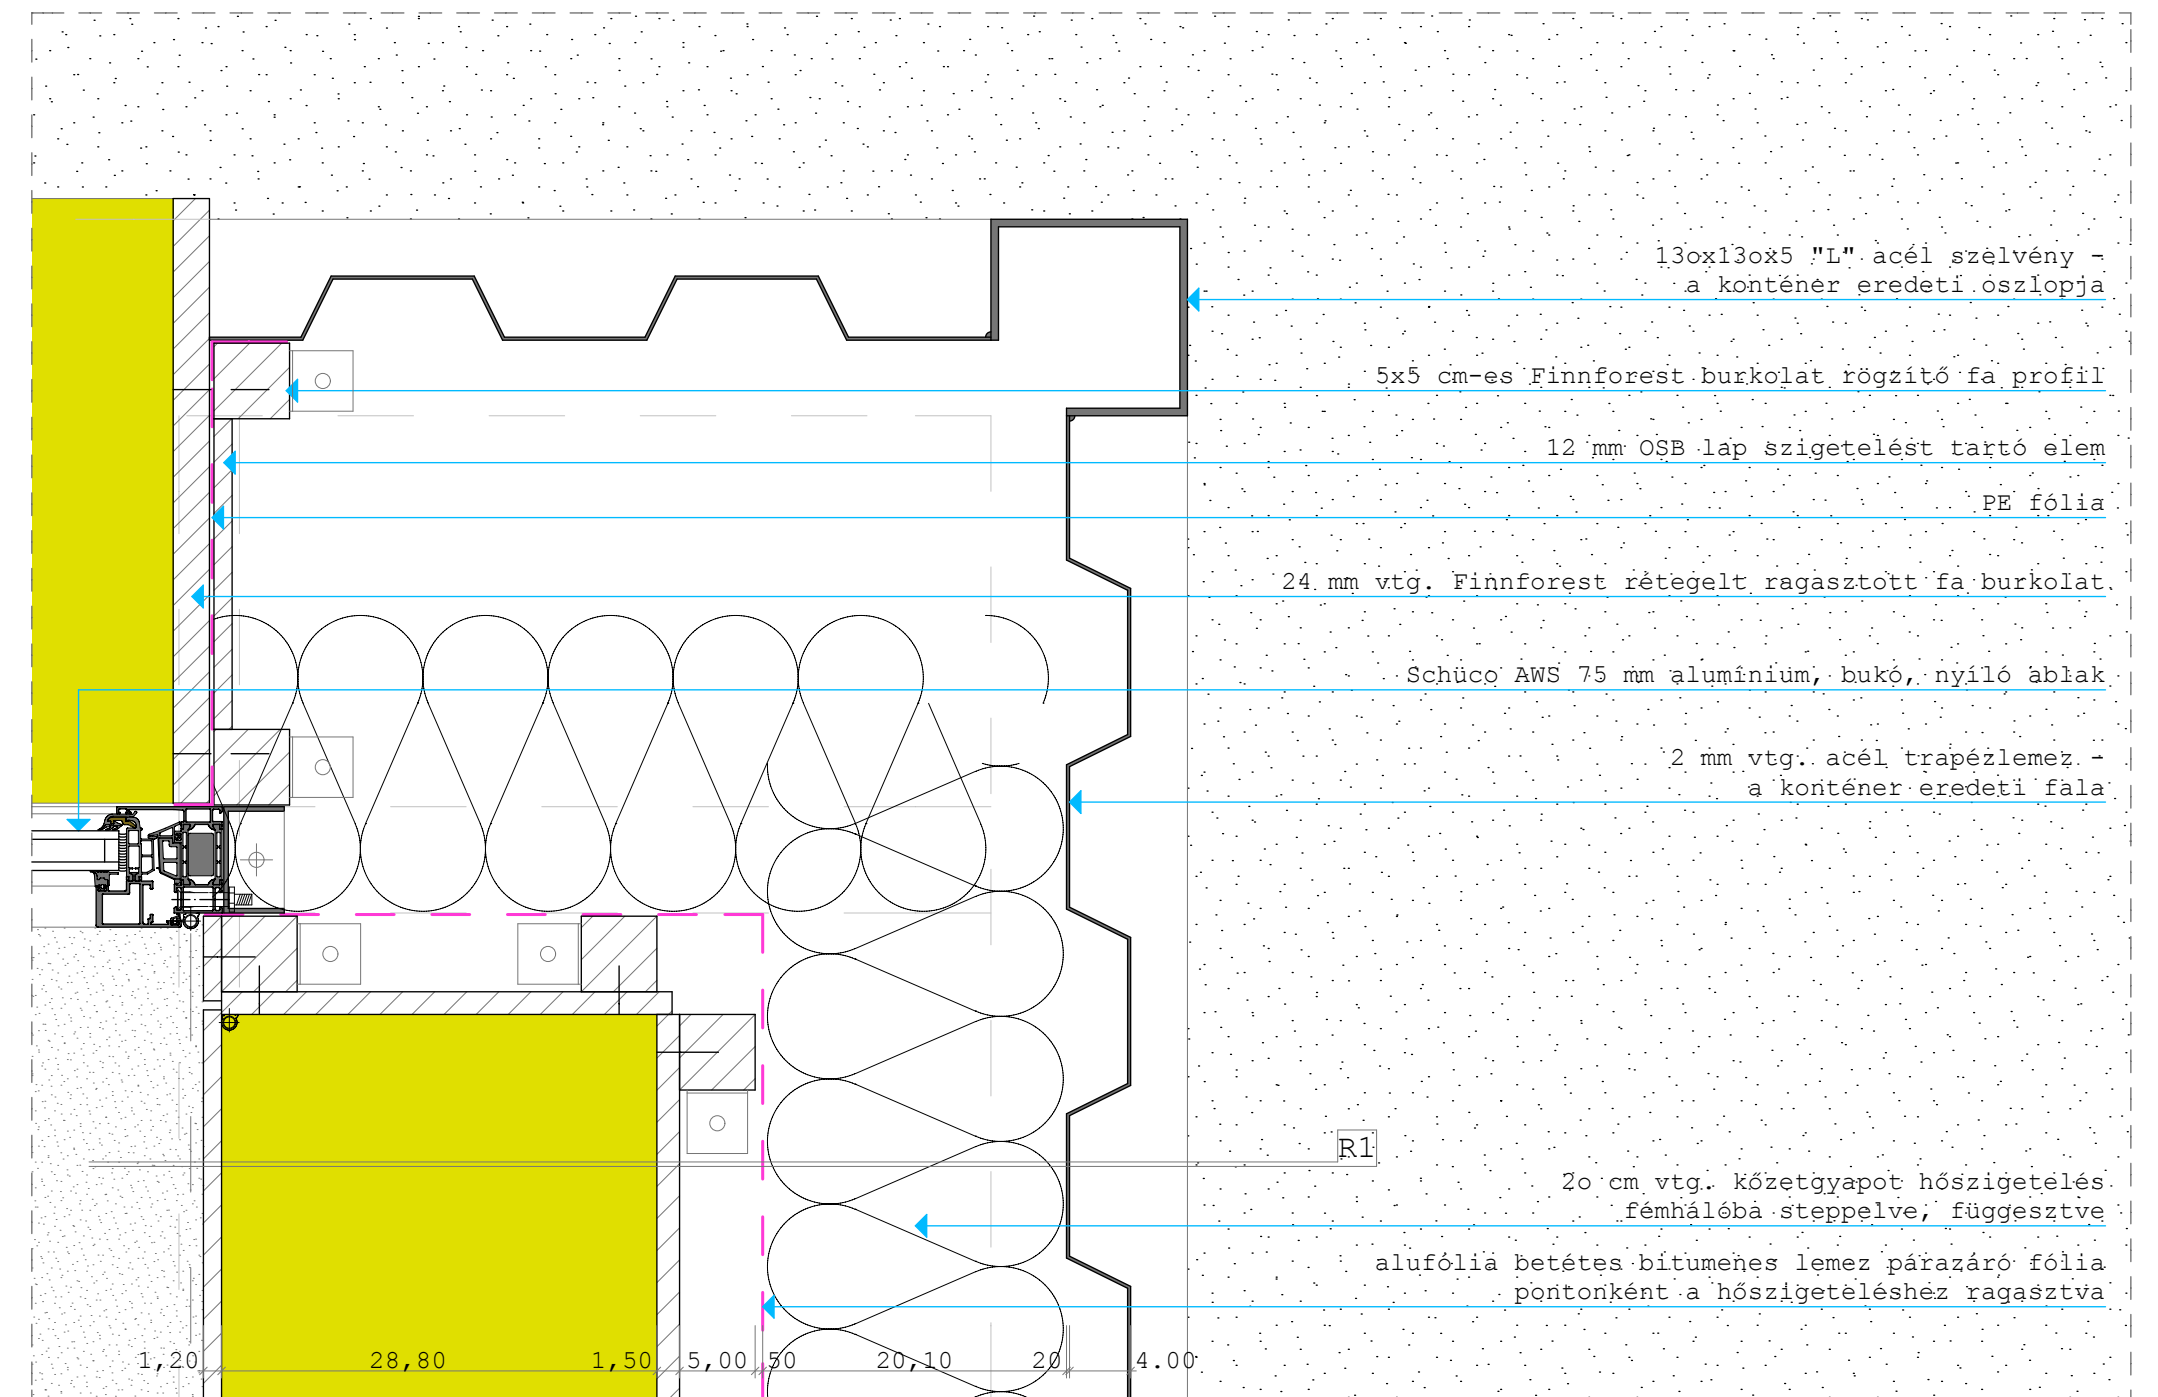 13ox13ox5 "L" acél szelvény -
a konténer eredeti oszlopja
5x5 cm-es Finnforest burkolat rögzítő fa profil
12 mm OSB lap szigetelést tartó elem
PE fólia
24 mm vtg. Finnforest rétegelt ragasztott fa burkolat
Schüco AWS 75 mm alumínium, bukó, nyíló ablak
2 mm vtg. acél trapézlemez -
a konténer eredeti fala
R1
2o cm vtg. kőzetgyapot hőszigetelés
fémhálóba steppelve, függesztve
alufólia betétes bitumenes lemez párazáró fólia
pontonként a hőszigeteléshez ragasztva
1,20 28,80 1,50 5,00 50 20,10 20 4.00